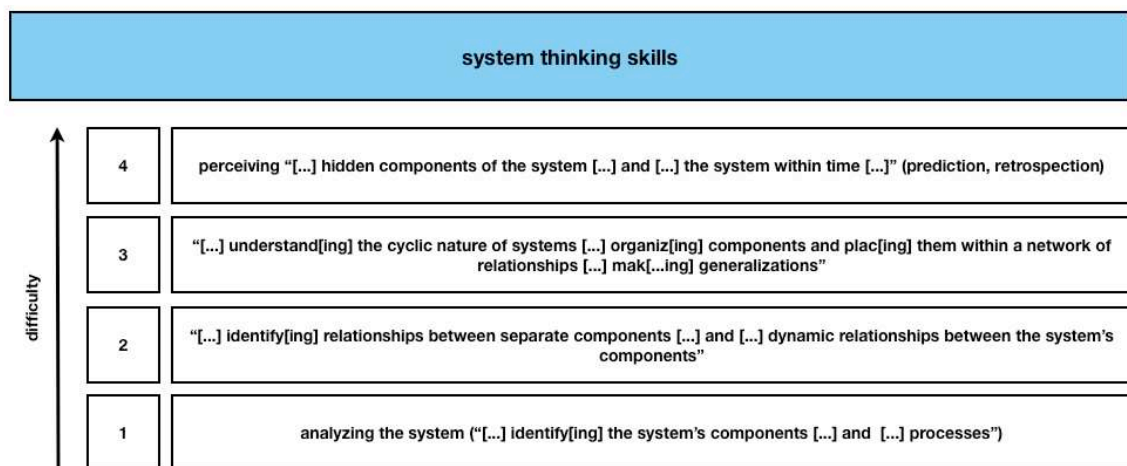 system thinking skills
4
perceiving “[...] hidden components of the system [...] and [...] the system within time [...]” (prediction, retrospection)
3
“[...] understand[ing] the cyclic nature of systems [...] organiz[ing] components and plac[ing] them within a network of
relationships [...] mak[...ing] generalizations”
difficulty
2
“[...] identify[ing] relationships between separate components [...] and [...] dynamic relationships between the system’s
components”
1
analyzing the system (“[...] identify[ing] the system’s components [...] and [...] processes”)